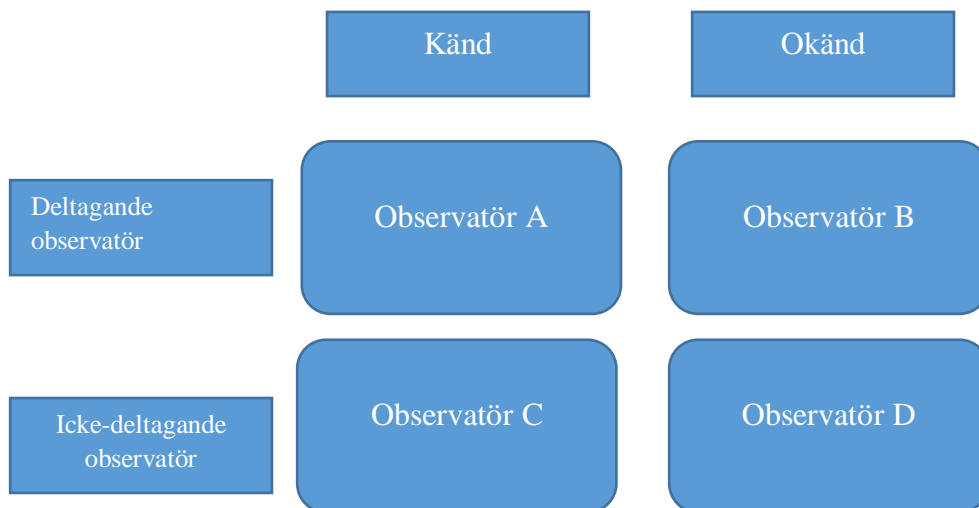 Känd
Okänd
Deltagande
observatör
Observatör A
Observatör B
Icke-deltagande
observatör
Observatör C
Observatör D